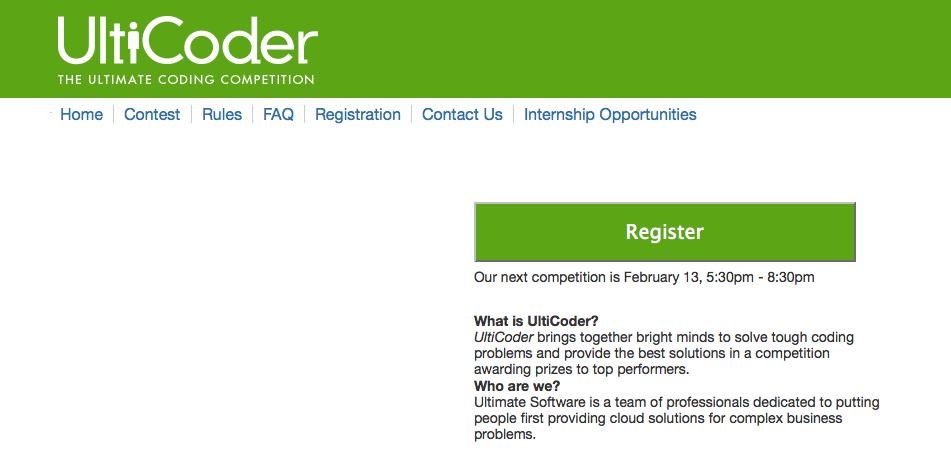 UltiCoder
THE ULTIMATE CODING COMPETITION
Home Contest Rules FAQ Registration Contact Us Internship Opportunities
Register
Our next competition is February 13, 5:30pm - 8:30pm
What is UltiCoder?
UltiCoder brings together bright minds to solve tough coding
problems and provide the best solutions in a competition
awarding prizes to top performers.
Who are we?
Ultimate Software is a team of professionals dedicated to putting
people first providing cloud solutions for complex business
problems.